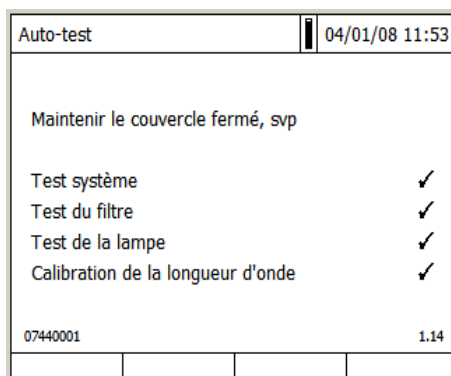 Auto-test 04/01/08 11:53
Maintenir le couvercle fermé, svp
Test système ✓
Test du filtre ✓
Test de la lampe ✓
Calibration de la longueur d'onde ✓
07440001 1.14